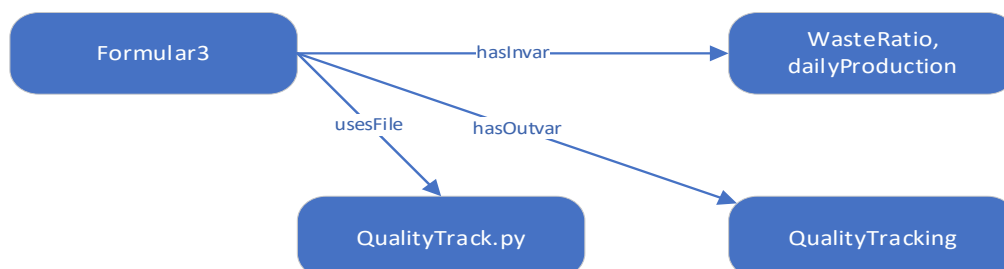 Formular3
hasInvar
WasteRatio,
dailyProduction
usesFile
hasOutvar
QualityTrack.py
QualityTracking